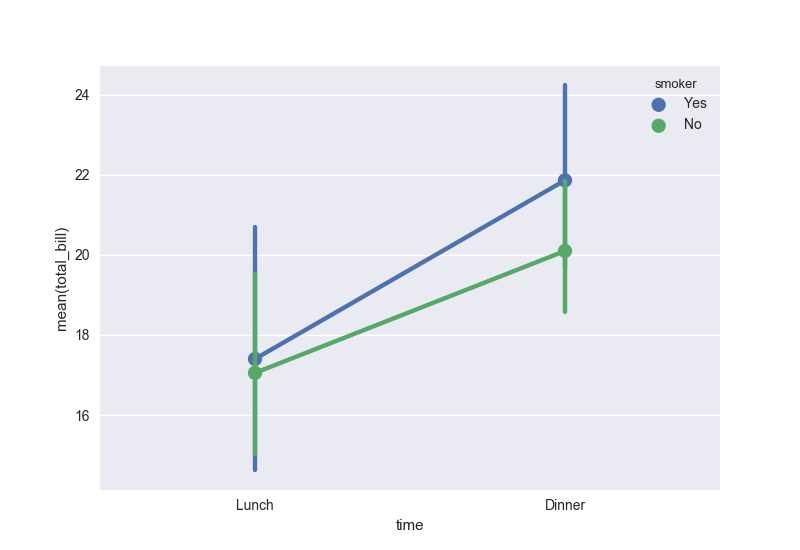 smoker
Yes
No
24
22
20
18
16
mean(total_bill)
Lunch
Dinner
time